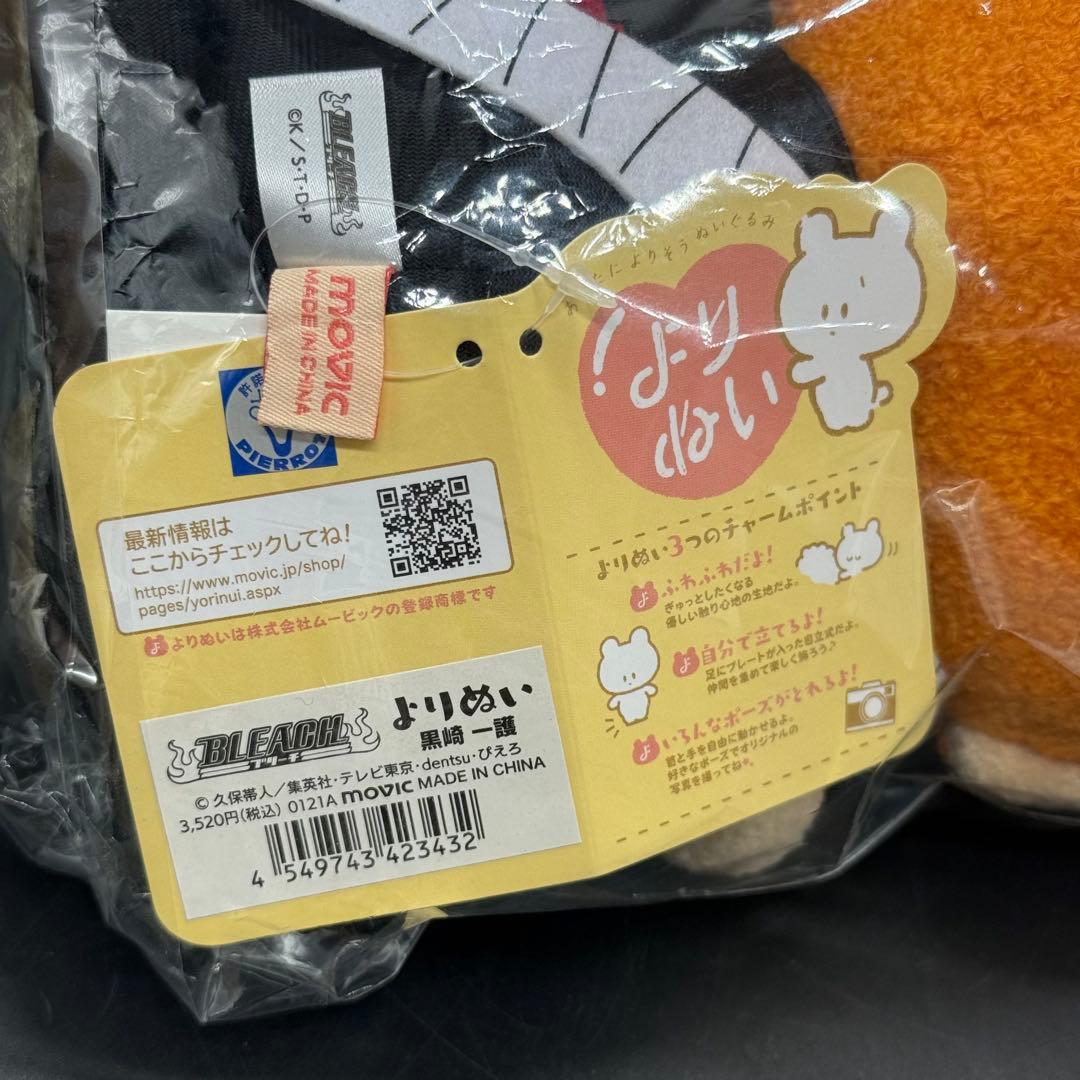 BLEACH
©K/S・T・D・P
movic
MADE IN CHINA
たに よりそう ぬいぐるみ
よりぬい!
許諾
PIERROT
最新情報は
ここからチェックしてね!
https://www.movic.jp/shop/
pages/yorinui.aspx
よ よりぬいは株式会社ムービックの登録商標です
BLEACH
ブリーチ
よりぬい
黒崎 一護
©久保帯人/集英社・テレビ東京・dentsu・ぴえろ
3,520円(税込) 0121A movic MADE IN CHINA
4 549743 423432
よりぬい3つのチャームポイント
よ ふわふわだよ!
ぎゅっとしたくなる
優しい触り心地の生地だよ。
よ 自分で立てるよ!
足にプレートが入った自立式だよ。
仲間を集めて楽しく飾ろう♪
よ いろんなポーズがとれるよ!
首と手を自由に動かせるよ。
好きなポーズでオリジナルの
写真を撮ってね*。